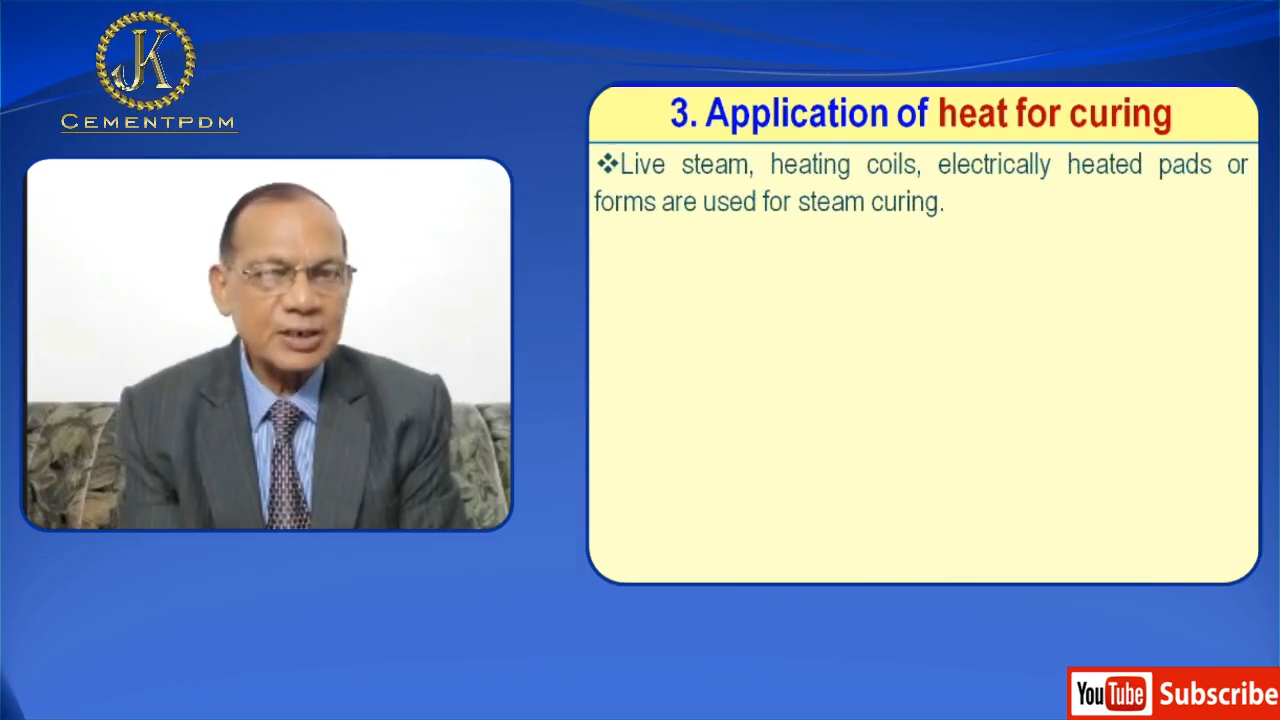 JK
CEMENTPDM
3. Application of heat for curing
❖Live steam, heating coils, electrically heated pads or
forms are used for steam curing.
YouTube Subscribe